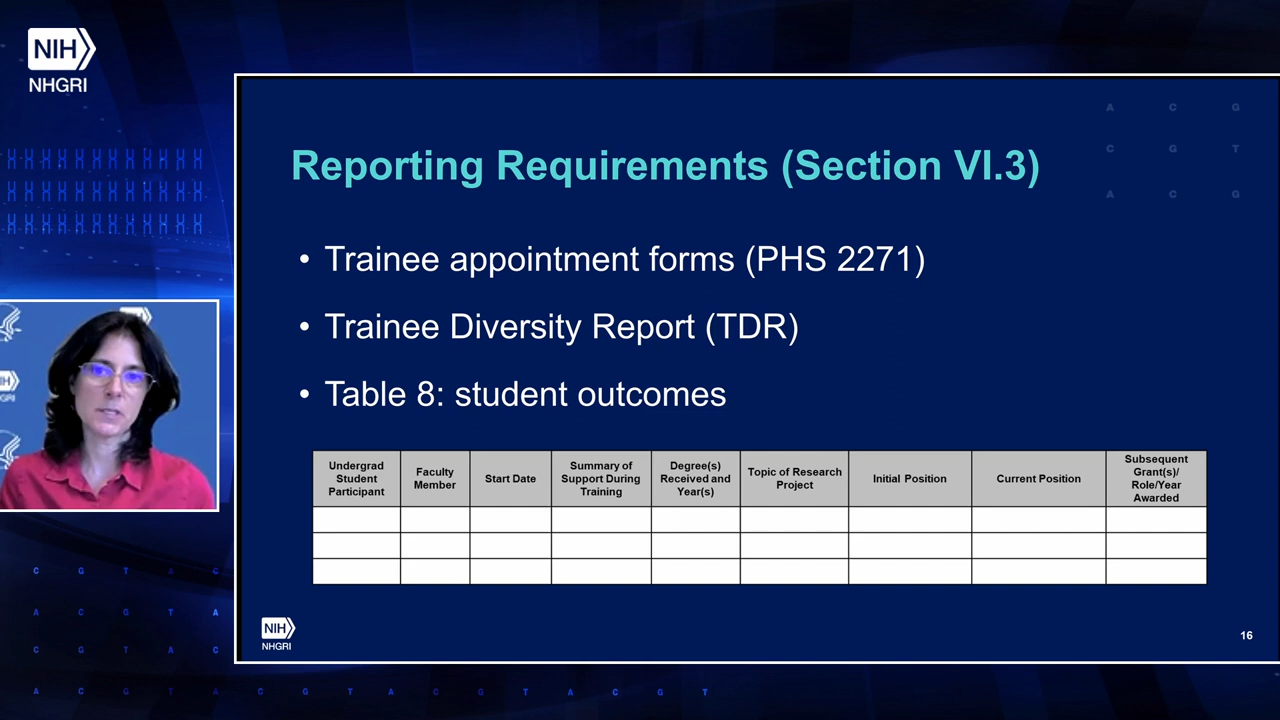 NIH
NHGRI
A C G
C G T
A C G
Reporting Requirements (Section VI.3)
• Trainee appointment forms (PHS 2271)
• Trainee Diversity Report (TDR)
• Table 8: student outcomes
Undergrad Student Participant
Faculty Member
Start Date
Summary of Support During Training
Degree(s) Received and Year(s)
Topic of Research Project
Initial Position
Current Position
Subsequent Grant(s)/ Role/Year Awarded
NIH
NHGRI
16
C G T A C
A C G T A
C G T A C
A C G T A C G T A C G T A C G T